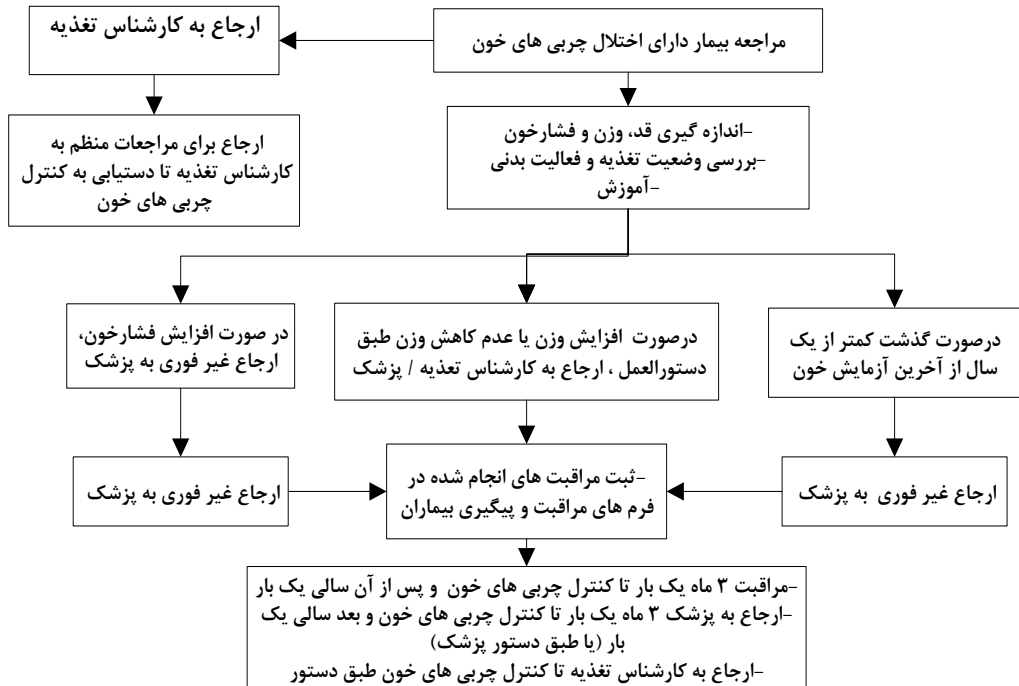 مراجعه بیمار دارای اختلال چربی های خون
ارجاع به کارشناس تغذیه
ارجاع برای مراجعات منظم به
کارشناس تغذیه تا دستیابی به کنترل
چربی های خون
-اندازه گیری قد، وزن و فشارخون
-بررسی وضعیت تغذیه و فعالیت بدنی
-آموزش
درصورت گذشت کمتر از یک
سال از آخرین آزمایش خون
درصورت افزایش وزن یا عدم کاهش وزن طبق
دستورالعمل ، ارجاع به کارشناس تعذیه / پزشک
در صورت افزایش فشارخون،
ارجاع غیر فوری به پزشک
ارجاع غیر فوری به پزشک
-ثبت مراقبت های انجام شده در
فرم های مراقبت و پیگیری بیماران
ارجاع غیر فوری به پزشک
-مراقبت ۳ ماه یک بار تا کنترل چربی های خون و پس از آن سالی یک بار
-ارجاع به پزشک ۳ ماه یک بار تا کنترل چربی های خون و بعد سالی یک
بار (یا طبق دستور پزشک)
-ارجاع به کارشناس تغذیه تا کنترل چربی های خون طبق دستور